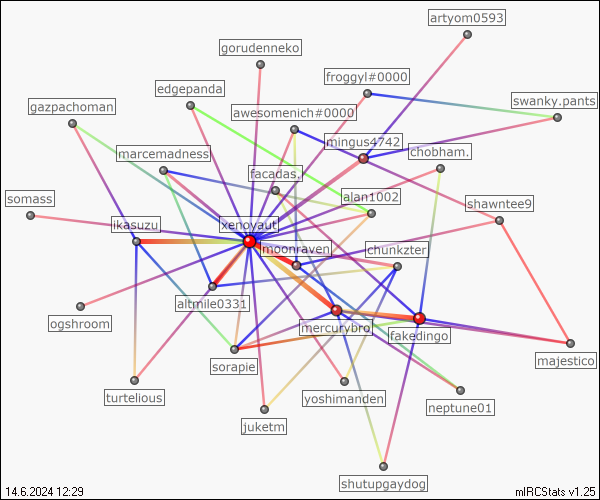 artyom0593
gorudenneko
froggyl#0000
edgepanda
swanky.pants
gazpachoman
awesomenich#0000
mingus4742
marcemadnessl
chobham.
facadas.
alan1002
somass
shawntee9
ikasuzu
xenoyaut
moonraven
chunkzter
altmile0331
ogshroom
mercurybro
fakedingo
sorapie
majestico
turtelious
yoshimanden
neptune01
juketm
shutupgaydog
14.6.2024 12:29
mIRCStats v1.25